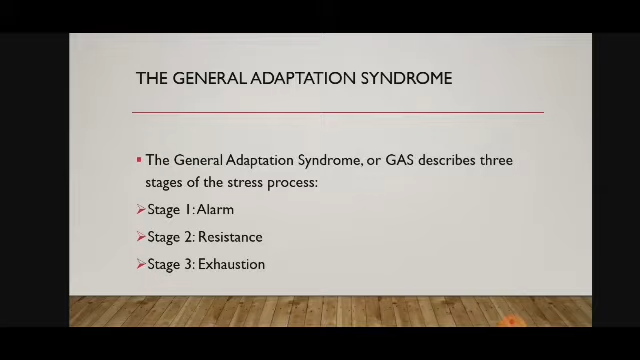 THE GENERAL ADAPTATION SYNDROME
The General Adaptation Syndrome, or GAS describes three
stages of the stress process:
Stage 1: Alarm
Stage 2: Resistance
Stage 3: Exhaustion